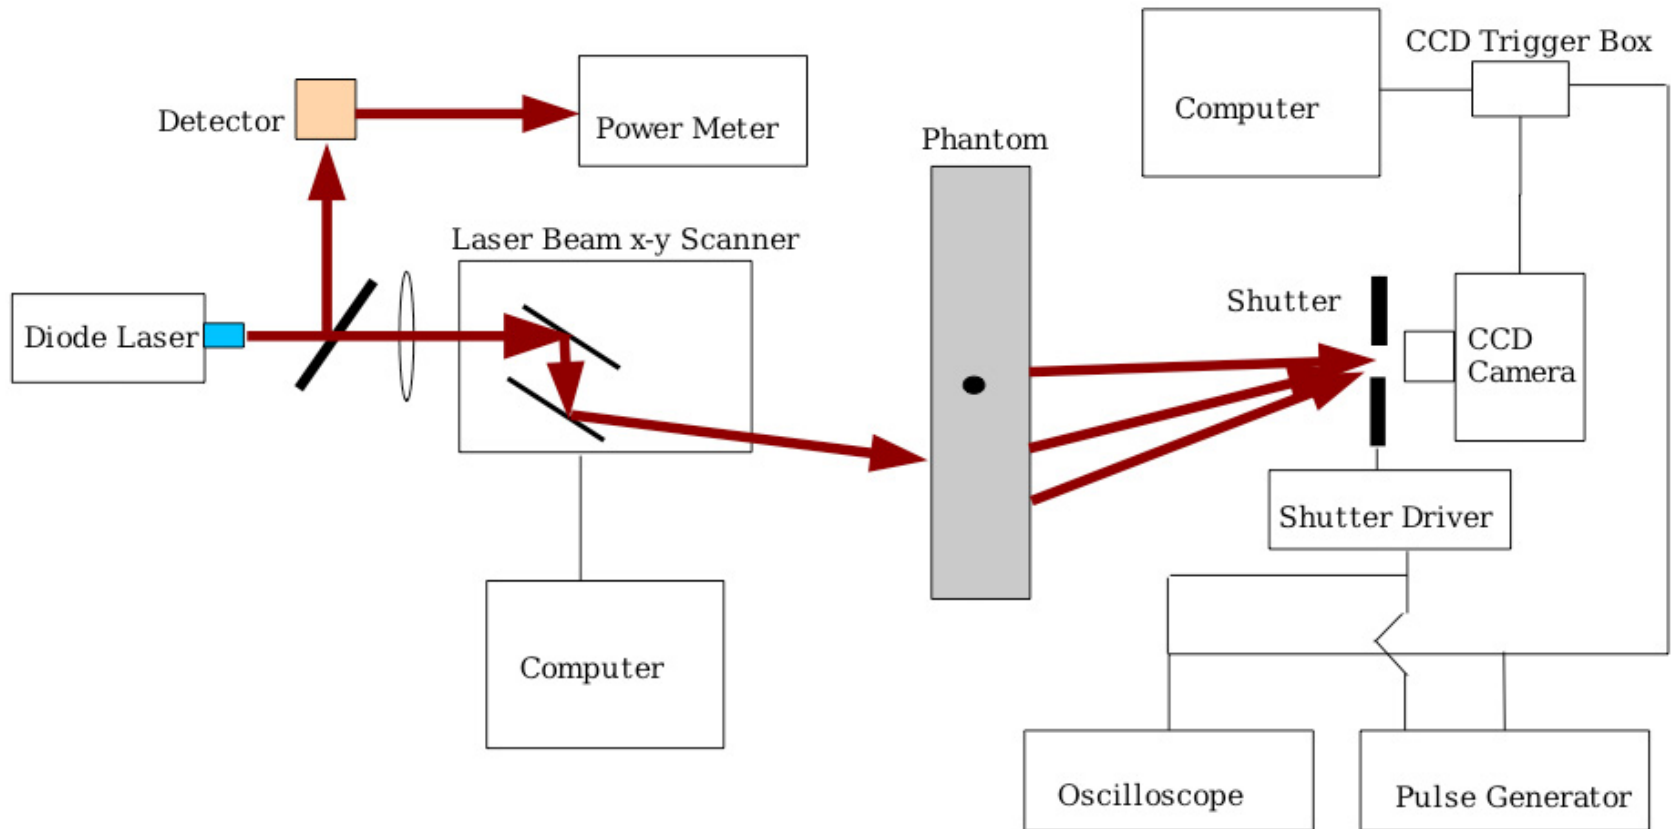 CCD Trigger Box
Computer
Detector
Power Meter
Phantom
Laser Beam x-y Scanner
Diode Laser
Shutter
CCD
Camera
Shutter Driver
Computer
Oscilloscope
Pulse Generator